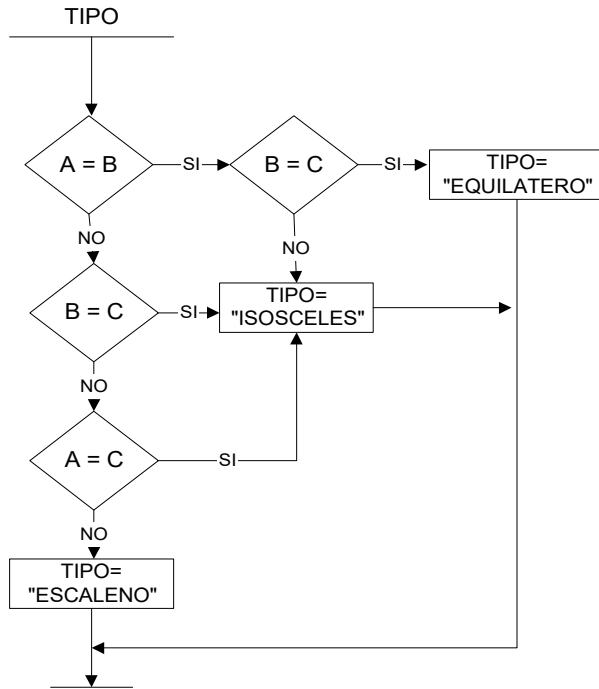 TIPO
A = B
SI
B = C
SI
TIPO=
"EQUILATERO"
NO
NO
B = C
SI
TIPO=
"ISOSCELES"
NO
A = C
SI
NO
TIPO=
"ESCALENO"